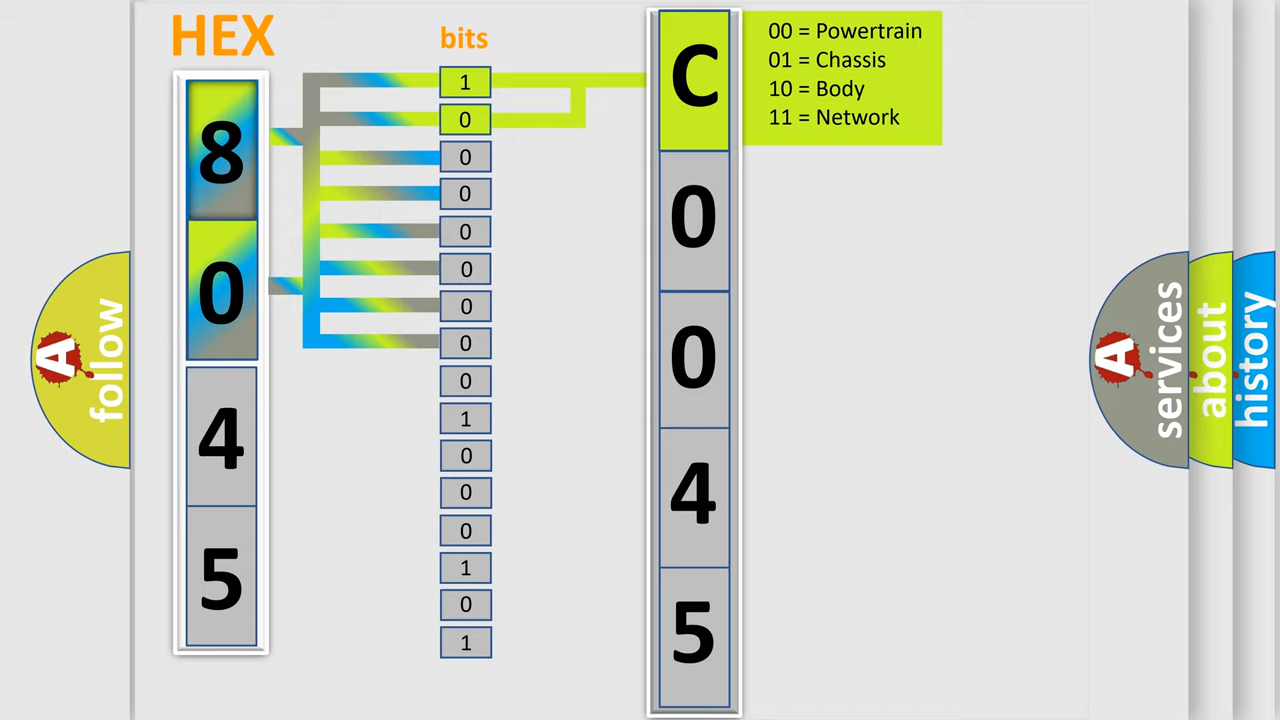 HEX
8
0
4
5
bits
1
0
0
0
0
0
0
0
0
1
0
0
0
1
0
1
C
0
0
4
5
00 = Powertrain
01 = Chassis
10 = Body
11 = Network
A
follow
A
services
about
history